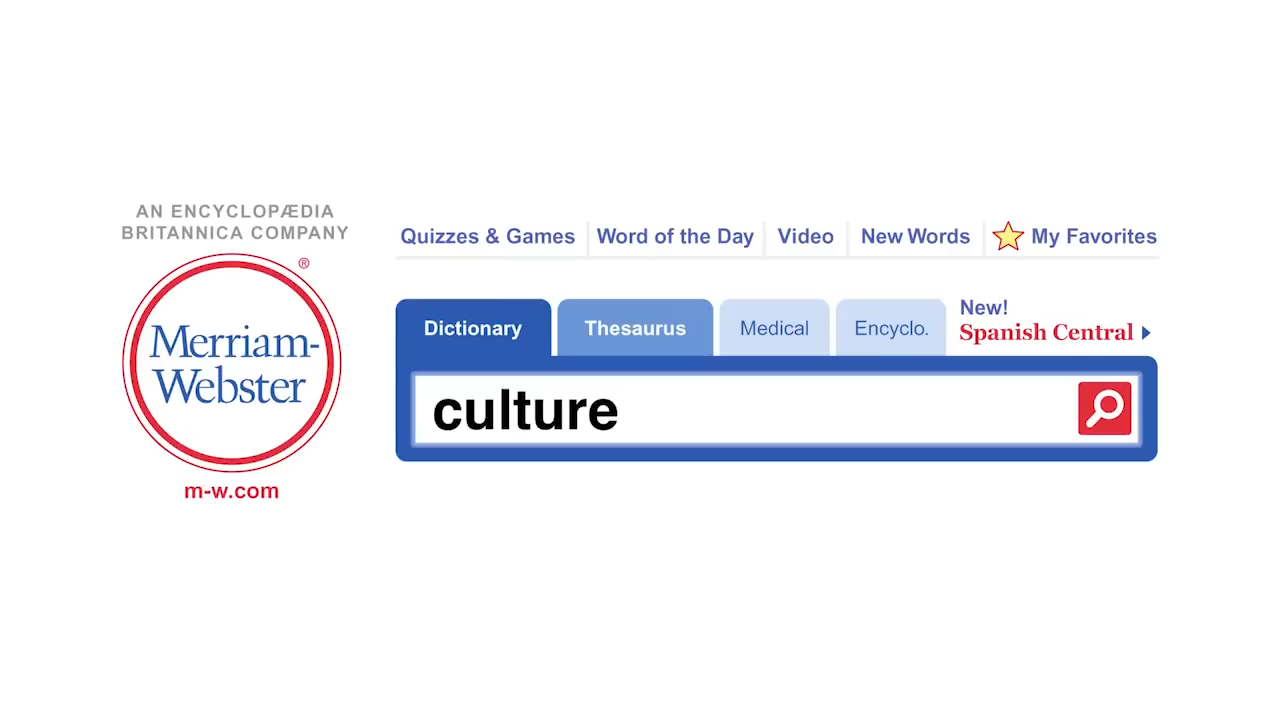 AN ENCYCLOPÆDIA
BRITANNICA COMPANY
®
Merriam-
Webster
m-w.com
Quizzes & Games
Word of the Day
Video
New Words
My Favorites
Dictionary
Thesaurus
Medical
Encyclo.
New!
Spanish Central
culture